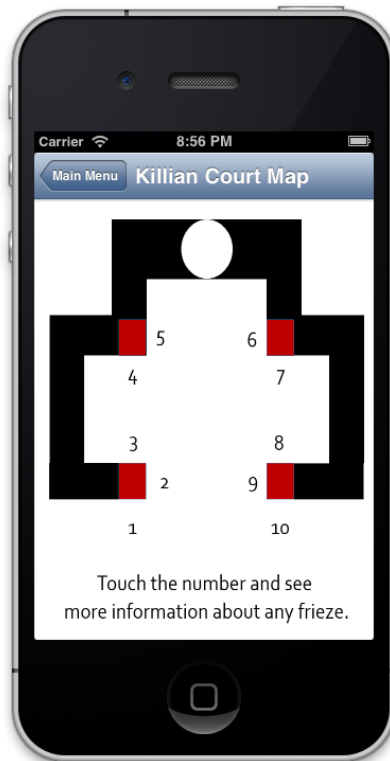 Carrier 8:56 PM
Main Menu Killian Court Map
5 6
4 7
3 8
2 9
1 10
Touch the number and see
more information about any frieze.